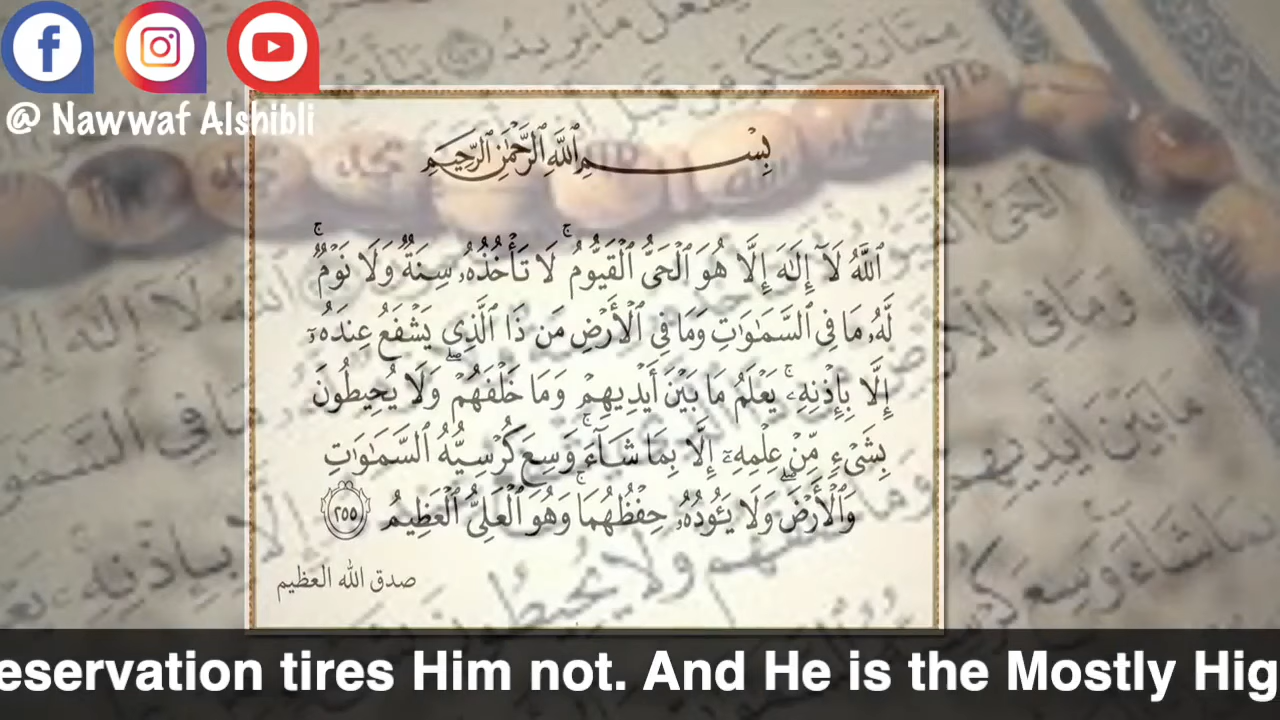 @ Nawwaf Alshibli
بِسْمِ ٱللَّهِ ٱلرَّحْمَٰنِ ٱلرَّحِيمِ
ٱللَّهُ لَآ إِلَٰهَ إِلَّا هُوَ ٱلْحَىُّ ٱلْقَيُّومُ ۚ لَا تَأْخُذُهُۥ سِنَةٌ وَلَا نَوْمٌ ۚ
لَّهُۥ مَا فِى ٱلسَّمَٰوَٰتِ وَمَا فِى ٱلْأَرْضِ مَن ذَا ٱلَّذِى يَشْفَعُ عِندَهُۥٓ
إِلَّا بِإِذْنِهِۦ ۚ يَعْلَمُ مَا بَيْنَ أَيْدِيهِمْ وَمَا خَلْفَهُمْ ۖ وَلَا يُحِيطُونَ
بِشَىْءٍ مِّنْ عِلْمِهِۦٓ إِلَّا بِمَا شَآءَ ۚ وَسِعَ كُرْسِيُّهُ ٱلسَّمَٰوَٰتِ
وَٱلْأَرْضَ ۖ وَلَا يَـُٔودُهُۥ حِفْظُهُمَا ۚ وَهُوَ ٱلْعَلِىُّ ٱلْعَظِيمُ ٢٥٥
صدق الله العظيم
eservation tires Him not. And He is the Mostly Hig